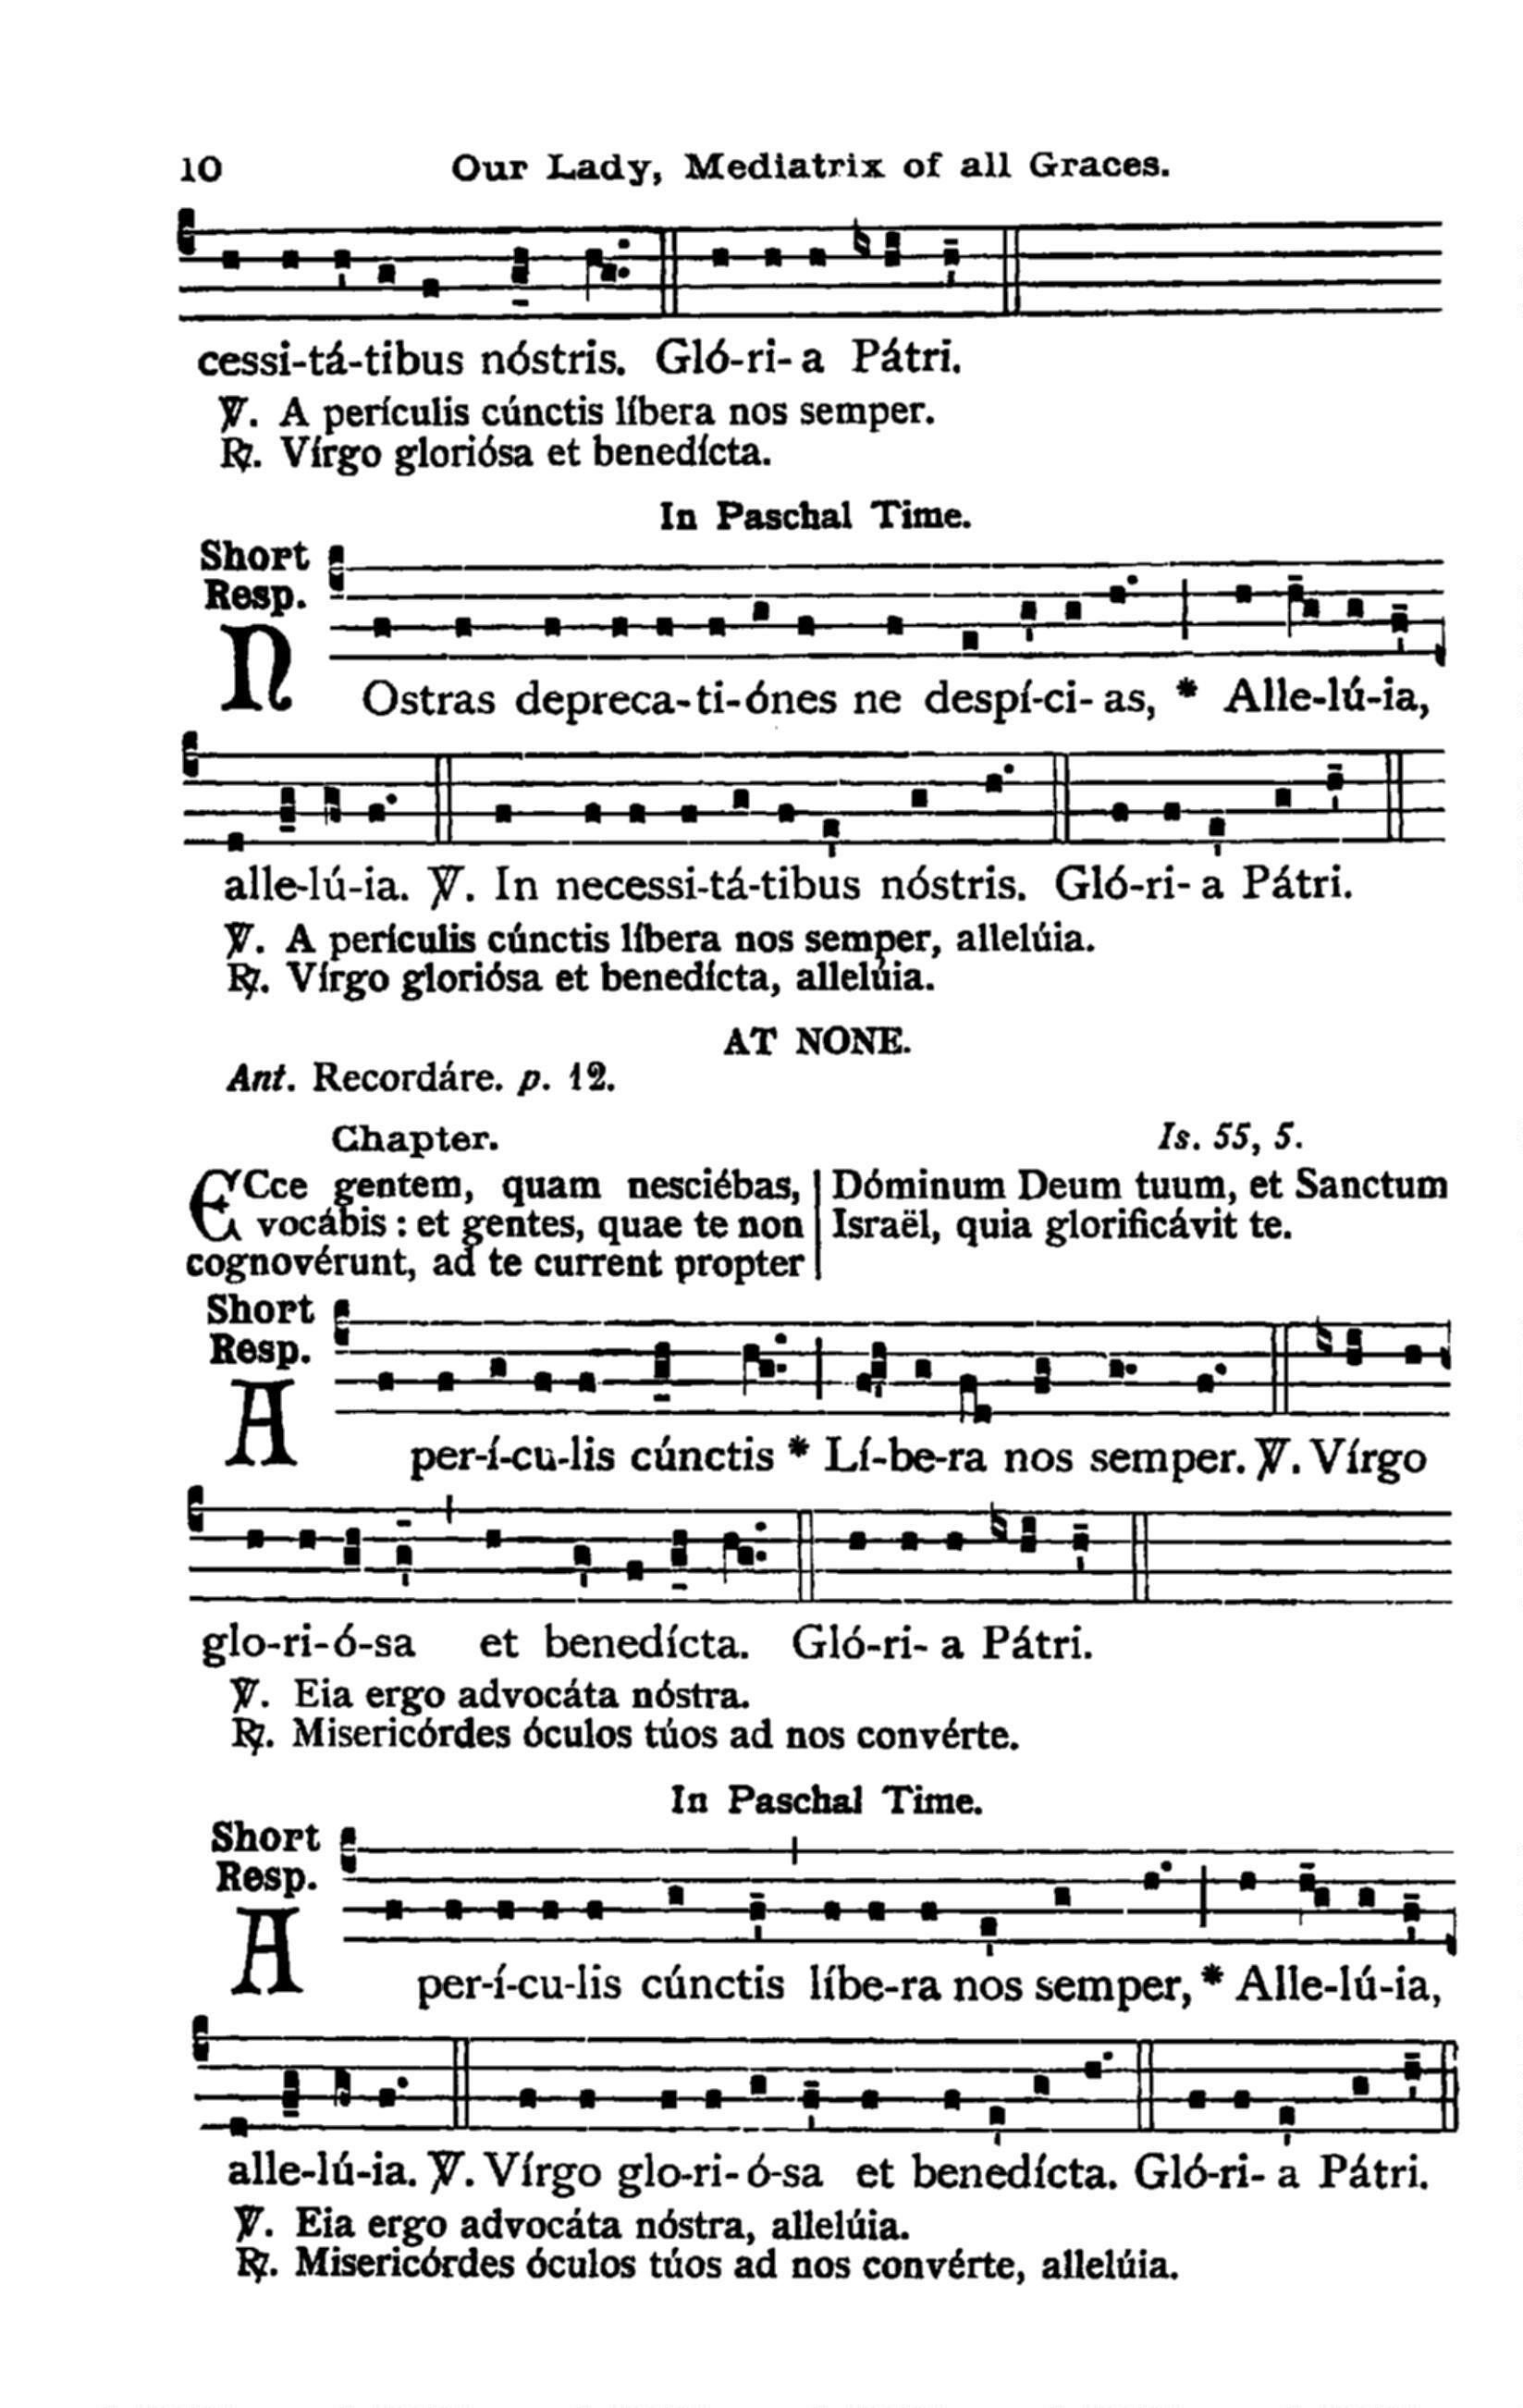 10 Our Lady, Mediatrix of all Graces.
cessi-tá-tibus nóstris. Gló-ri- a Pátri.
℣. A perículis cúnctis líbera nos semper.
℟. Vírgo gloriósa et benedícta.
In Paschal Time.
Short
Resp.
NOstras depreca-ti-ónes ne despí-ci- as, * Alle-lú-ia,
alle-lú-ia. ℣. In necessi-tá-tibus nóstris. Gló-ri- a Pátri.
℣. A perículis cúnctis líbera nos semper, allelúia.
℟. Vírgo gloriósa et benedícta, allelúia.
AT NONE.
Ant. Recordáre. p. 12.
Chapter. Is. 55, 5.
ECce gentem, quam nesciébas,
vocábis : et gentes, quae te non
cognovérunt, ad te current propter
Dóminum Deum tuum, et Sanctum
Israël, quia glorificávit te.
Short
Resp.
A per-í-cu-lis cúnctis * Lí-be-ra nos semper. ℣. Vírgo
glo-ri-ó-sa et benedícta. Gló-ri- a Pátri.
℣. Eia ergo advocáta nóstra.
℟. Misericórdes óculos túos ad nos convérte.
In Paschal Time.
Short
Resp.
A per-í-cu-lis cúnctis líbe-ra nos semper, * Alle-lú-ia,
alle-lú-ia. ℣. Vírgo glo-ri- ó-sa et benedícta. Gló-ri- a Pátri.
℣. Eia ergo advocáta nóstra, allelúia.
℟. Misericórdes óculos túos ad nos convérte, allelúia.